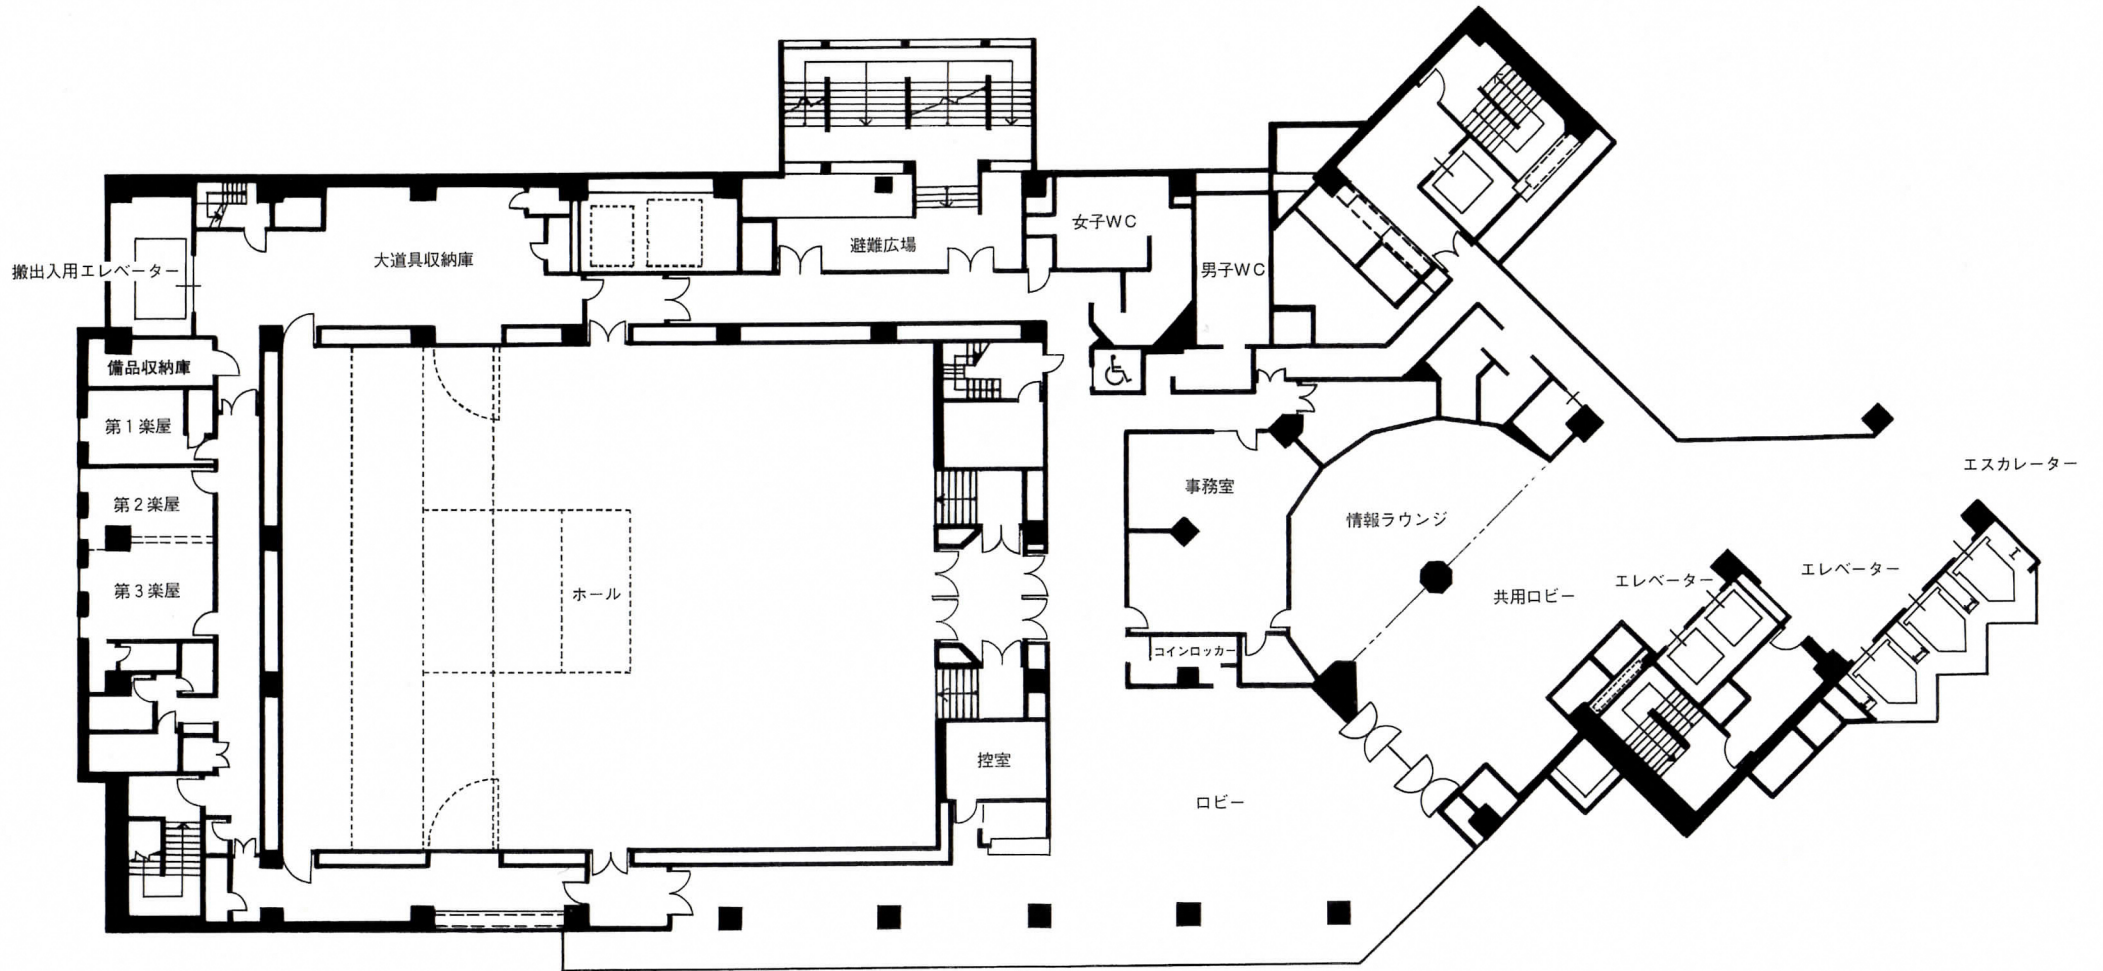 女子WC
避難広場
大道具収納庫
搬出入用エレベーター
男子WC
備品収納庫
第1楽屋
第2楽屋
第3楽屋
ホール
事務室
情報ラウンジ
エスカレーター
エレベーター
エレベーター
共用ロビー
コインロッカー
控室
ロビー